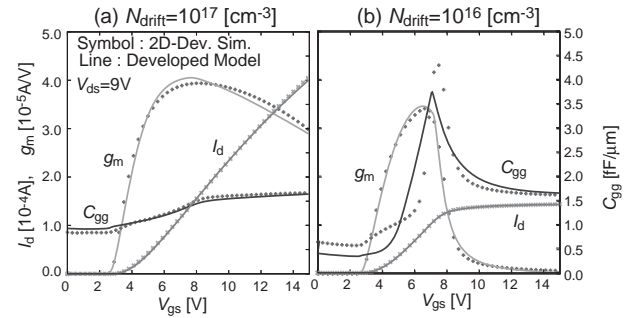 (a) Ndrift=10^17 [cm-3]
(b) Ndrift=10^16 [cm-3]
Symbol : 2D-Dev. Sim.
Line : Developed Model
Vds=9V
gm
Id
Cgg
gm
Cgg
Id
Id [10-4A], gm [10-5A/V]
5.0
4.0
3.0
2.0
1.0
0.0
0 2 4 6 8 10 12 14
Vgs [V]
0 2 4 6 8 10 12 14
Vgs [V]
5.0
4.5
4.0
3.5
3.0
2.5
2.0
1.5
1.0
0.5
0.0
Cgg [fF/μm]